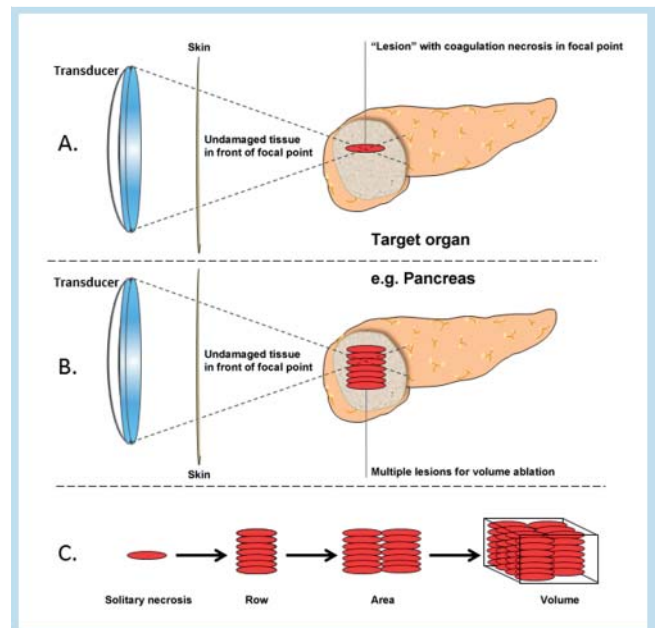 Skin
"Lesion" with coagulation necrosis in focal point
Transducer
A.
Undamaged tissue
in front of focal point
Target organ
e.g. Pancreas
Transducer
B.
Undamaged tissue
in front of focal point
Skin
Multiple lesions for volume ablation
C.
Solitary necrosis
Row
Area
Volume